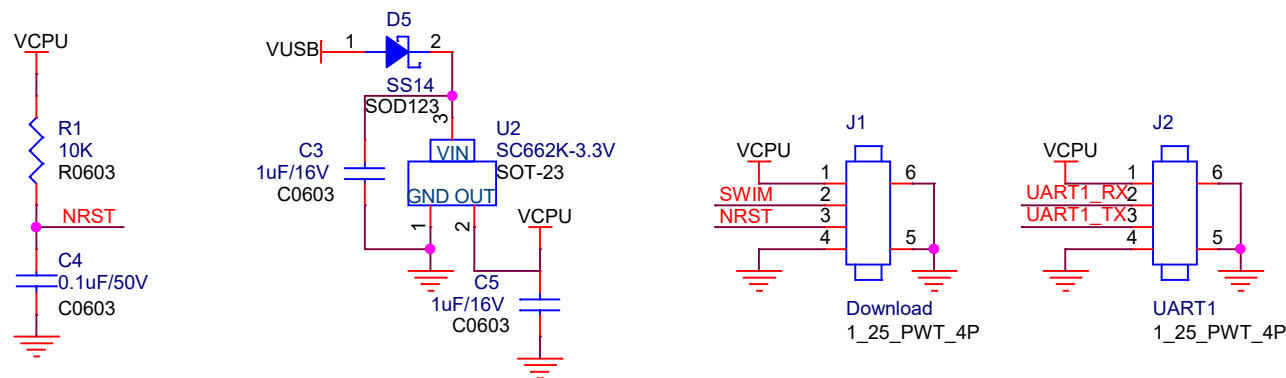 VCPU
R1
10K
R0603
NRST
C4
0.1uF/50V
C0603
D5
VUSB
1
2
SS14
SOD123
3
U2
SC662K-3.3V
SOT-23
VIN
GND OUT
1
2
C3
1uF/16V
C0603
VCPU
C5
1uF/16V
C0603
J1
VCPU
1
6
SWIM
2
NRST
3
4
5
Download
1_25_PWT_4P
J2
VCPU
1
6
UART1_RX
2
UART1_TX
3
4
5
UART1
1_25_PWT_4P